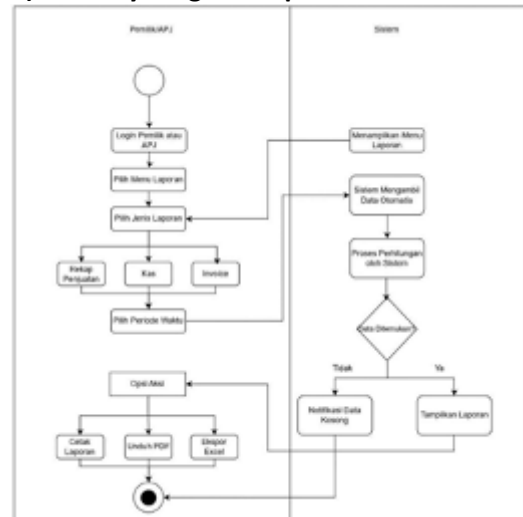 Pemilik/APJ
Sistem
Login Pemilik atau
APJ
Menampilkan Menu
Laporan
Pilih Menu Laporan
Pilih Jenis Laporan
Sistem Mengambil
Data Otomatis
Rekap
Penjualan
Kas
Invoice
Proses Perhitungan
oleh Sistem
Pilih Periode Waktu
Data Ditemukan?
Tidak
Ya
Opsi Aksi
Notifikasi Data
Kosong
Tampilkan Laporan
Cetak
Laporan
Unduh PDF
Ekspor
Excel